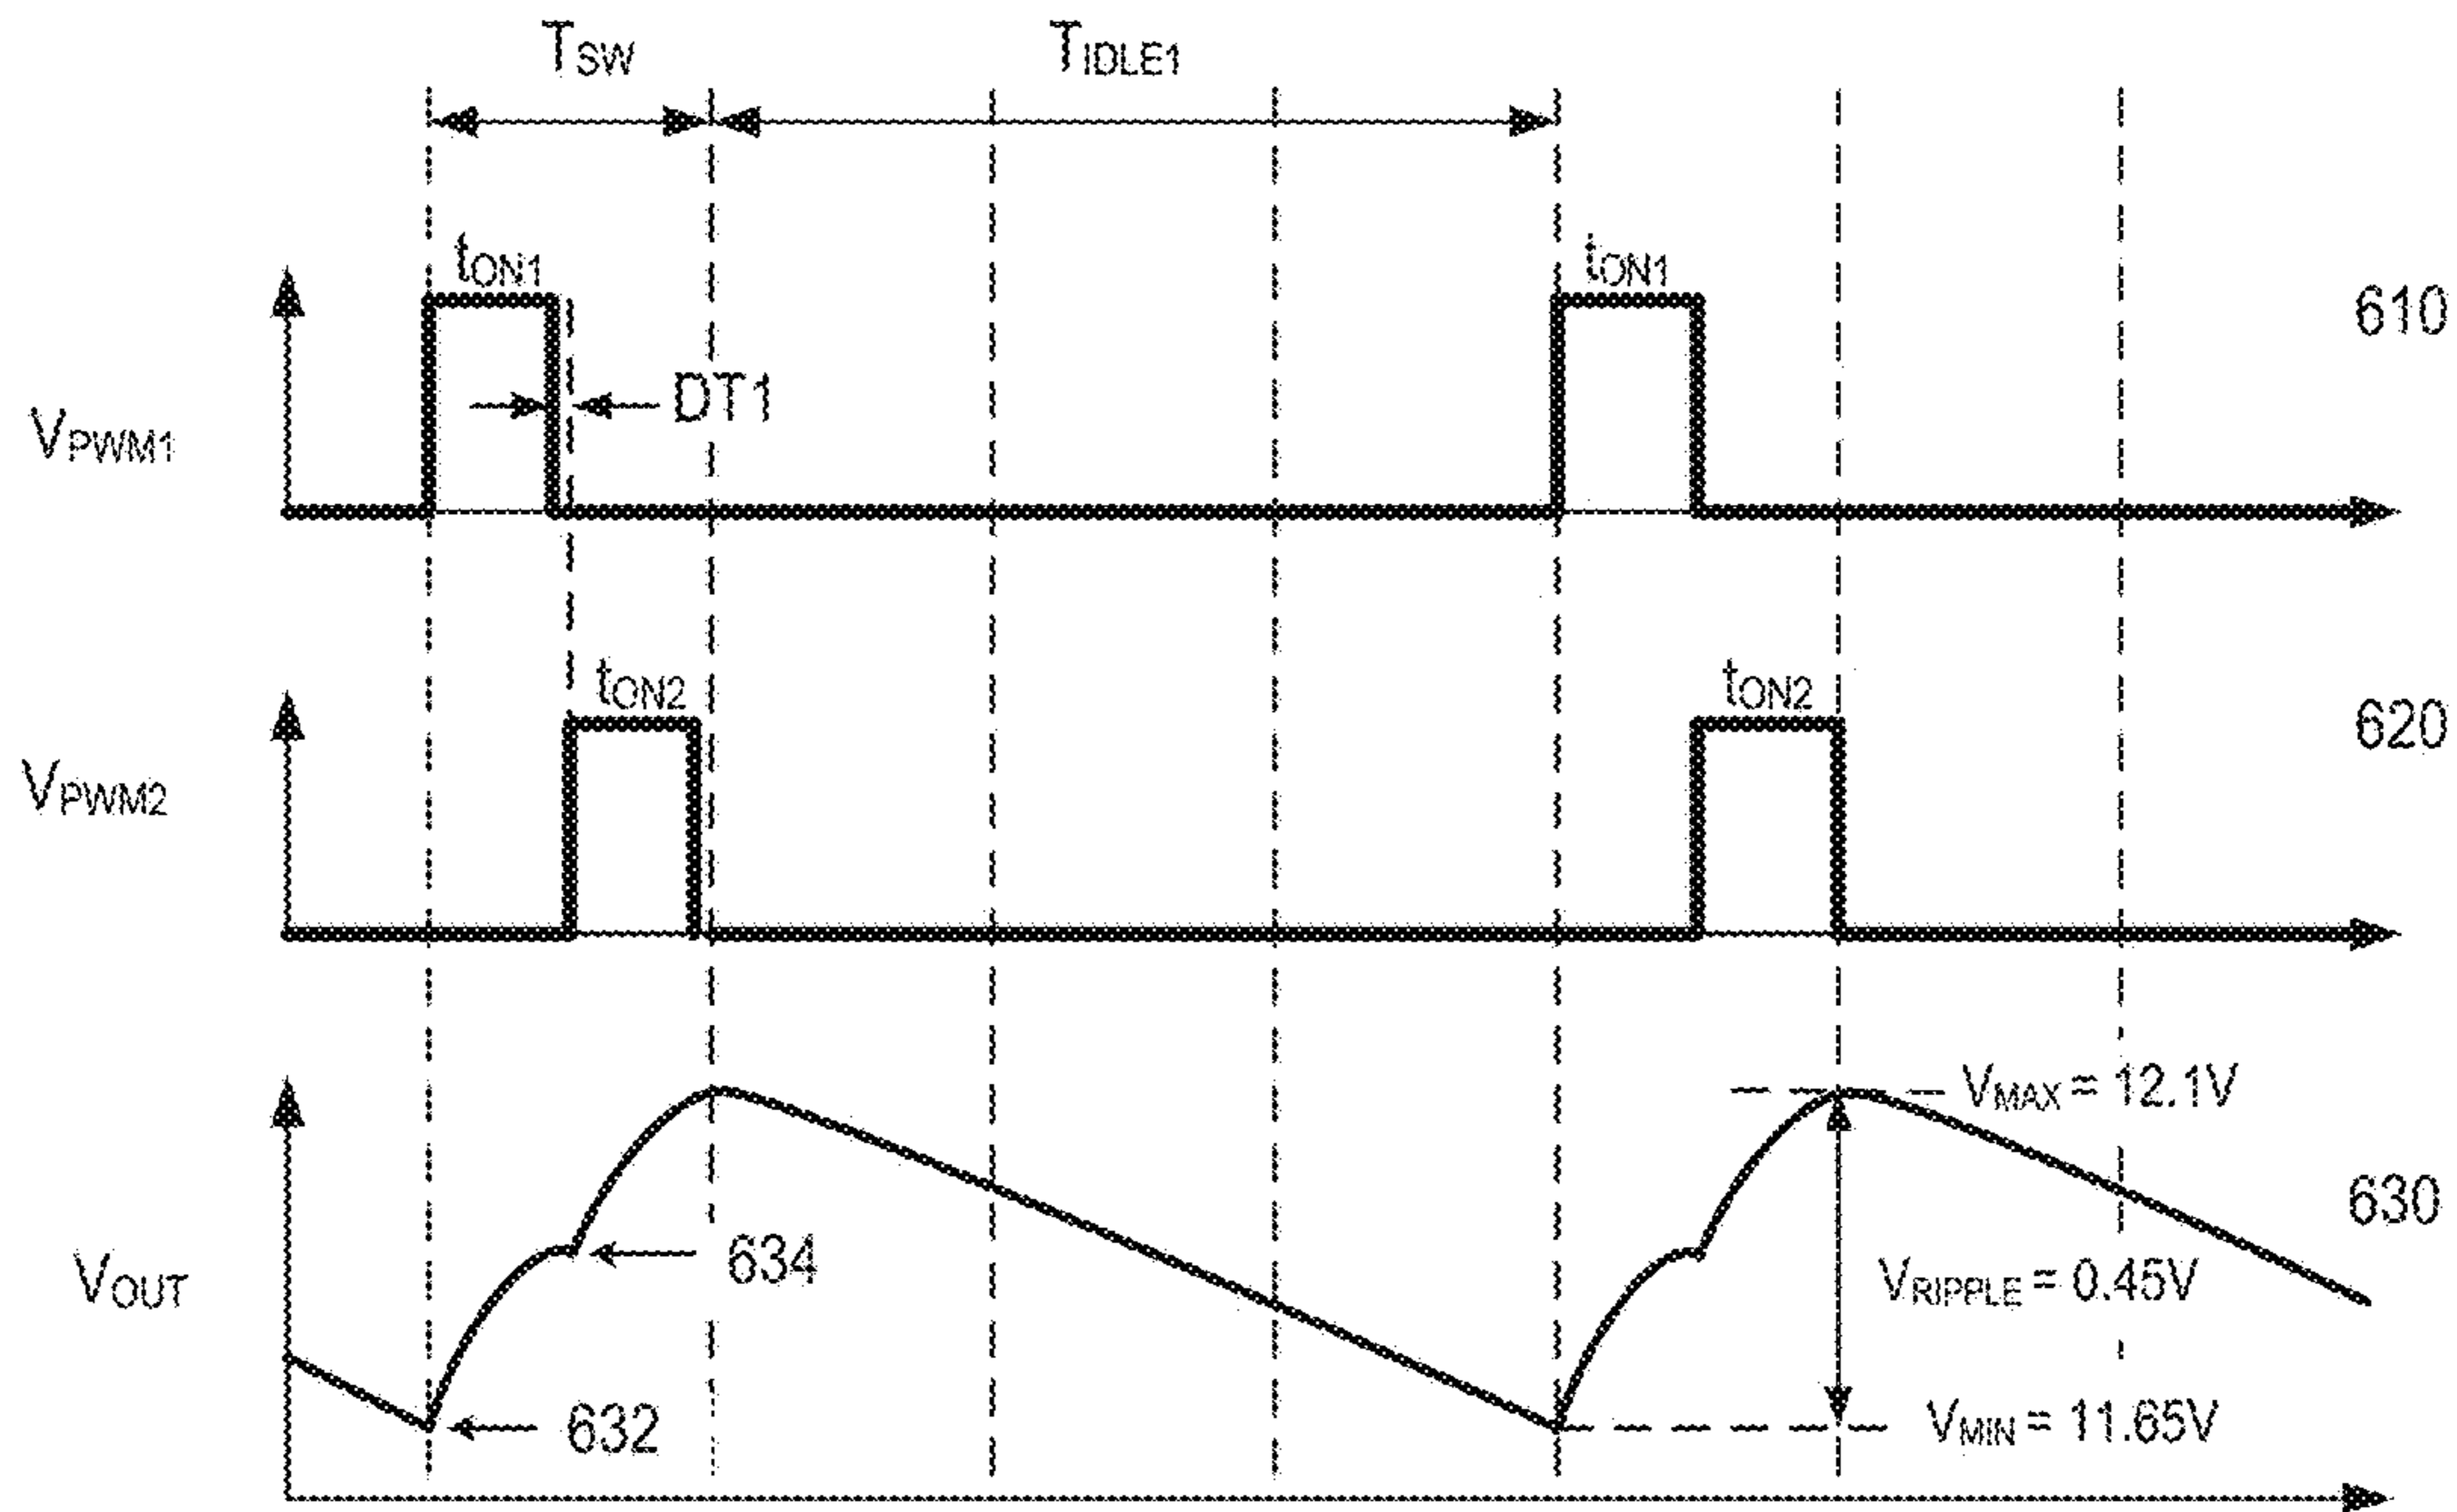 TSW
TIDLE1
tON1
tON1
610
DT1
VPWM1
tON2
tON2
620
VPWM2
VMAX = 12.1V
630
634
VOUT
VRIPPLE = 0.45V
632
VMIN = 11.65V